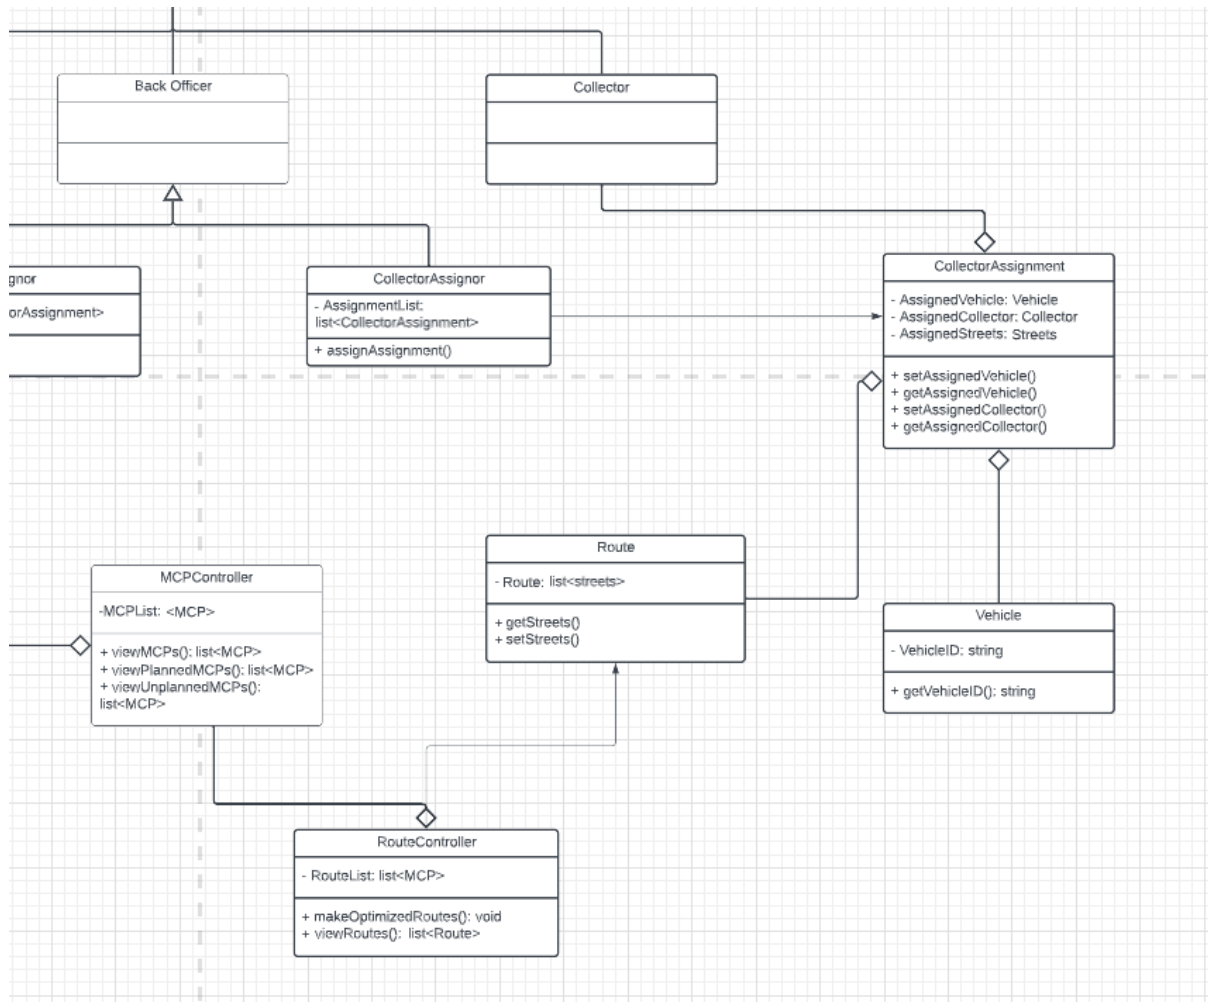 Back Officer
Collector
gnor
orAssignment>
CollectorAssignor
- AssignmentList:
list<CollectorAssignment>
+ assignAssignment()
CollectorAssignment
- AssignedVehicle: Vehicle
- AssignedCollector: Collector
- AssignedStreets: Streets
+ setAssignedVehicle()
+ getAssignedVehicle()
+ setAssignedCollector()
+ getAssignedCollector()
Route
- Route: list<streets>
+ getStreets()
+ setStreets()
MCPController
-MCPList: <MCP>
+ viewMCPs(): list<MCP>
+ viewPlannedMCPs(): list<MCP>
+ viewUnplannedMCPs():
list<MCP>
Vehicle
- VehicleID: string
+ getVehicleID(): string
RouteController
- RouteList: list<MCP>
+ makeOptimizedRoutes(): void
+ viewRoutes(): list<Route>